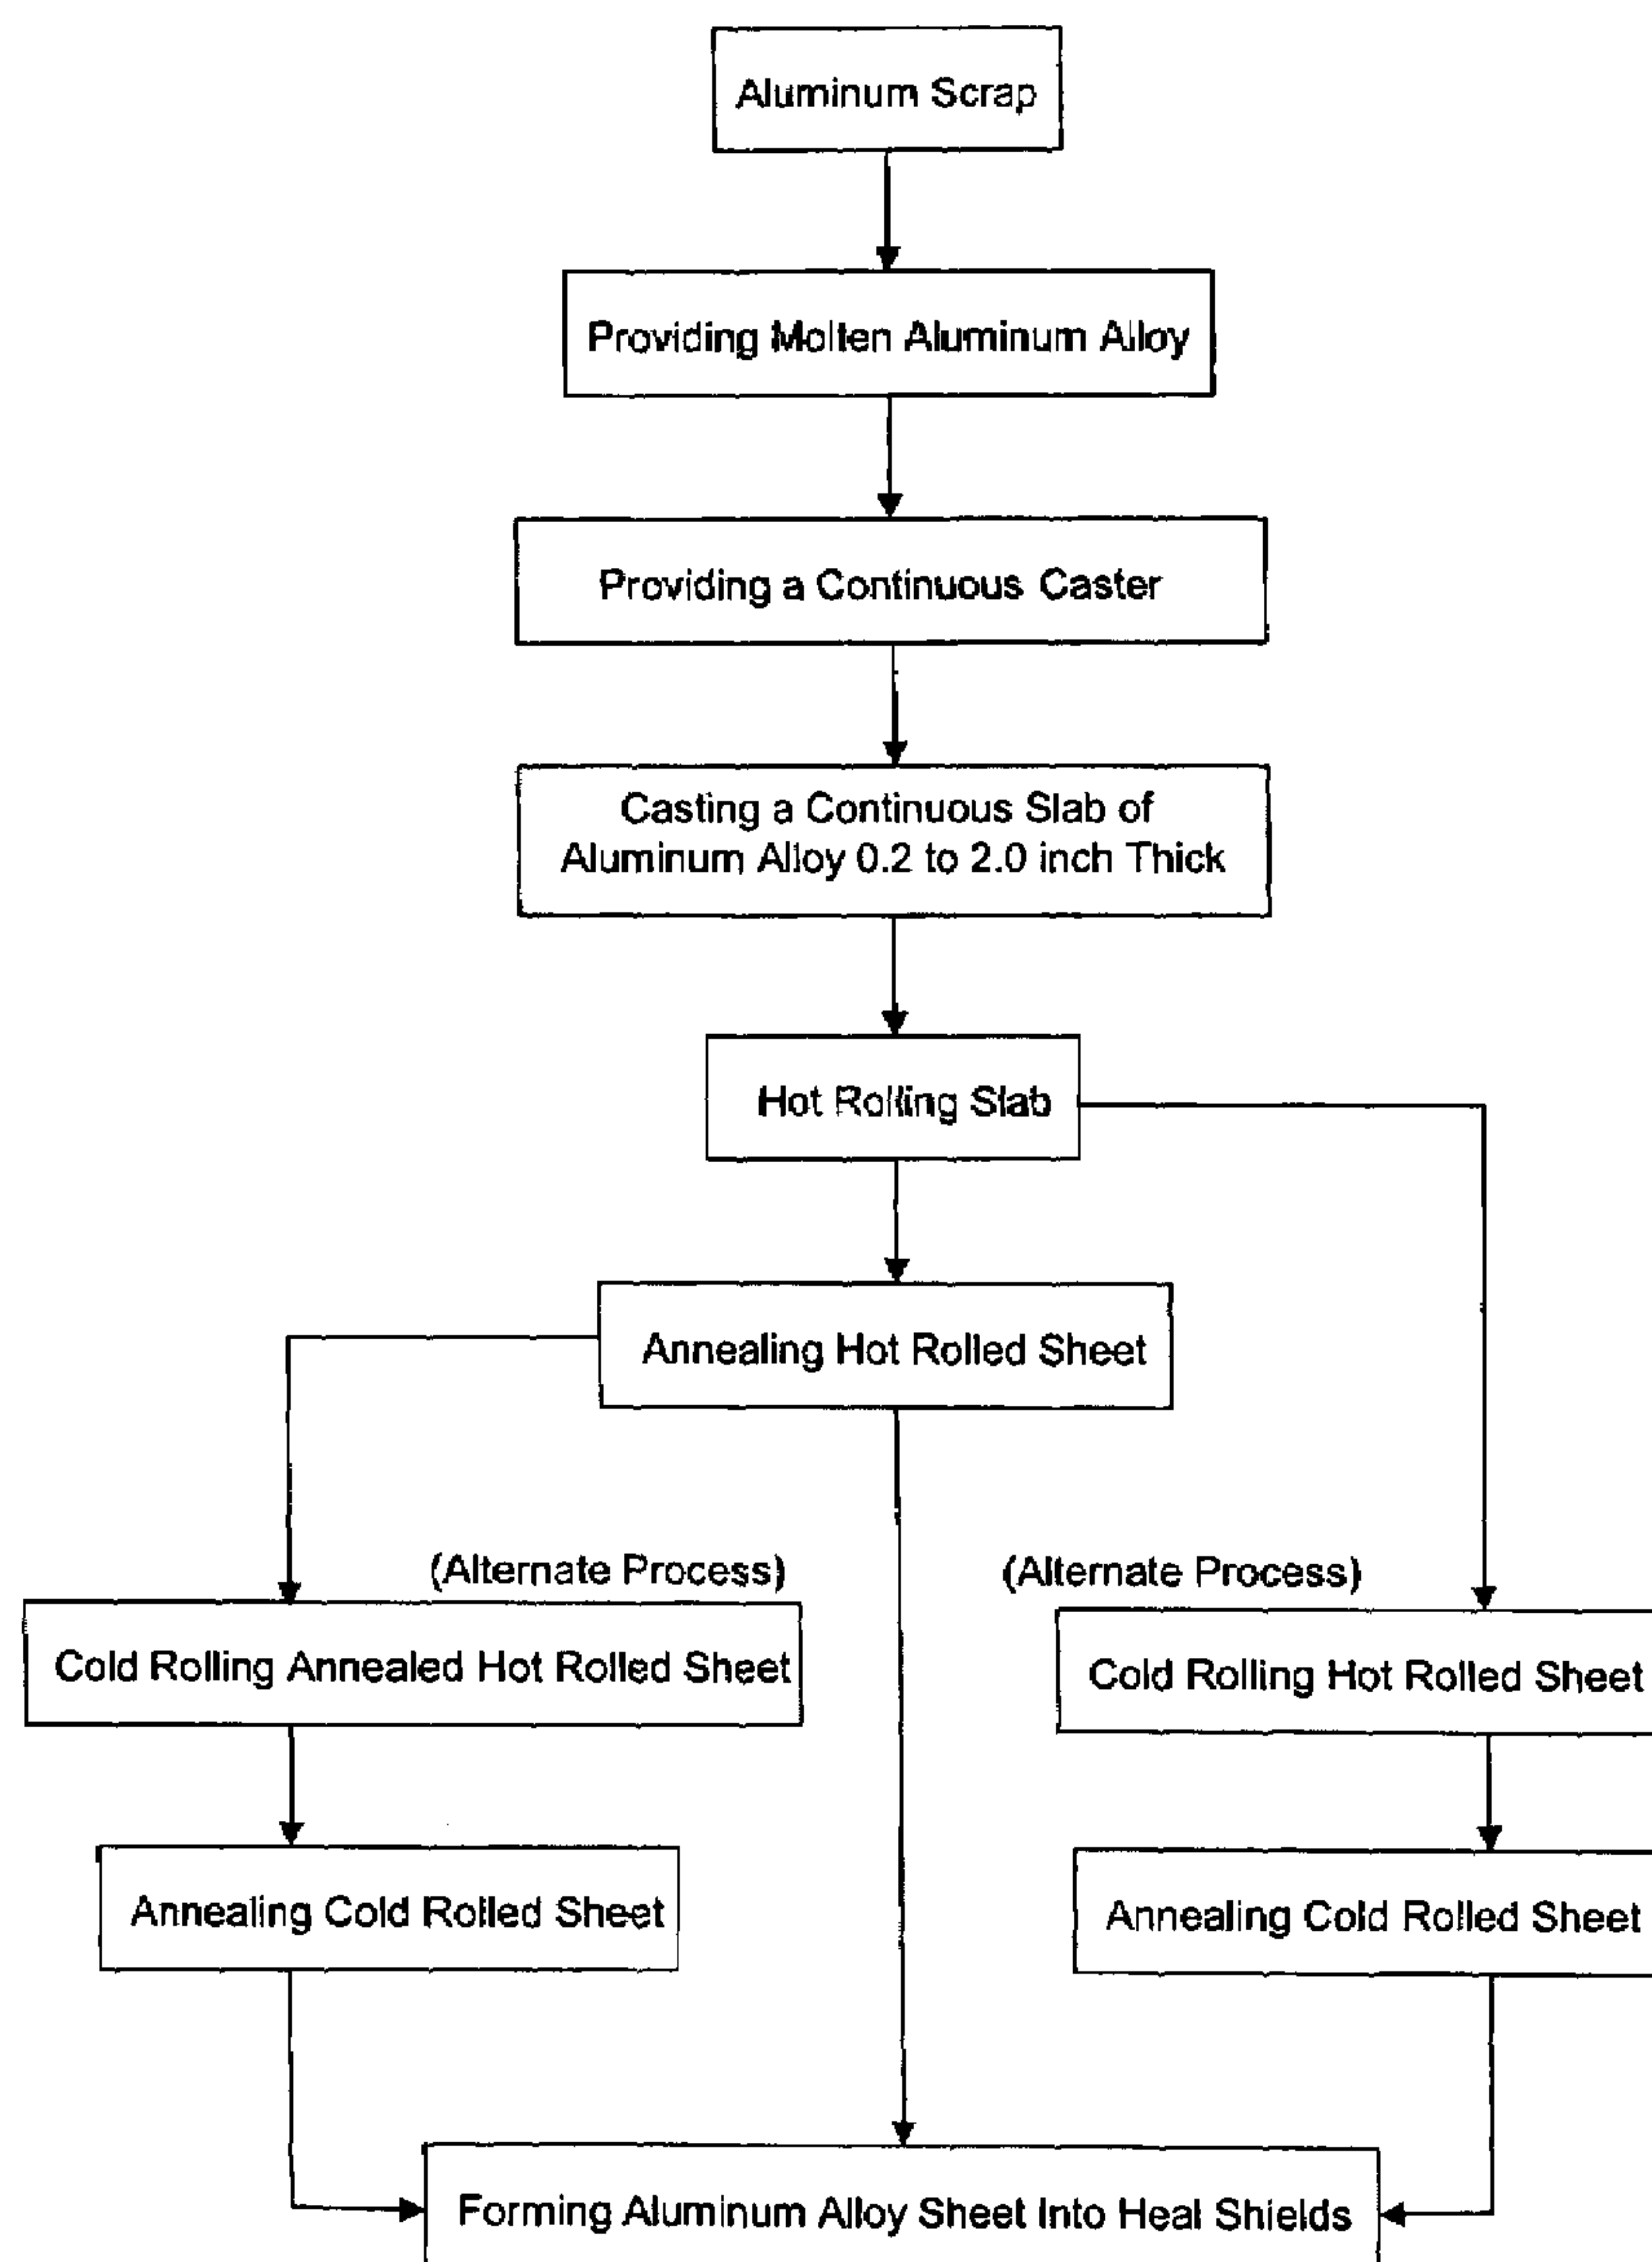 Aluminum Scrap
Providing Molten Aluminum Alloy
Providing a Continuous Caster
Casting a Continuous Slab of
Aluminum Alloy 0.2 to 2.0 inch Thick
Hot Rolling Slab
Annealing Hot Rolled Sheet
(Alternate Process)
(Alternate Process)
Cold Rolling Annealed Hot Rolled Sheet
Cold Rolling Hot Rolled Sheet
Annealing Cold Rolled Sheet
Annealing Cold Rolled Sheet
Forming Aluminum Alloy Sheet Into Heal Shields